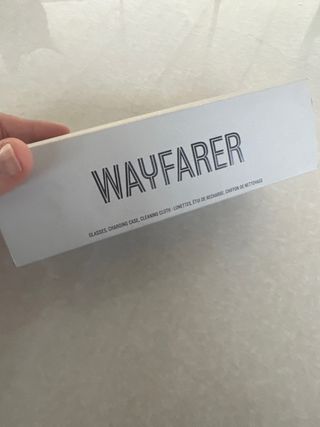 WAYFARER
GLASSES, CHARGING CASE, CLEANING CLOTH · LUNETTES, ÉTUI DE RECHARGE, CHIFFON DE NETTOYAGE